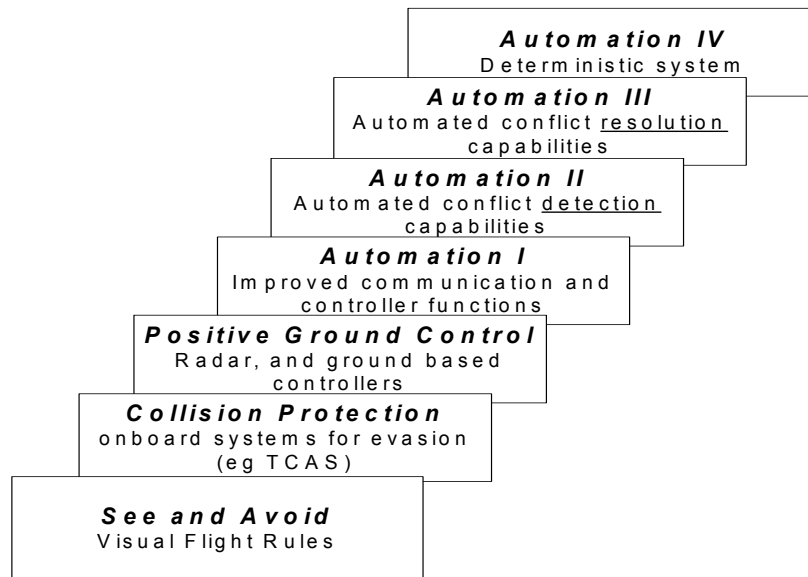 Automation IV
Deterministic system
Automation III
Automated conflict resolution
capabilities
Automation II
Automated conflict detection
capabilities
Automation I
Improved communication and
controller functions
Positive Ground Control
Radar, and ground based
controllers
Collision Protection
onboard systems for evasion
(eg TCAS)
See and Avoid
Visual Flight Rules